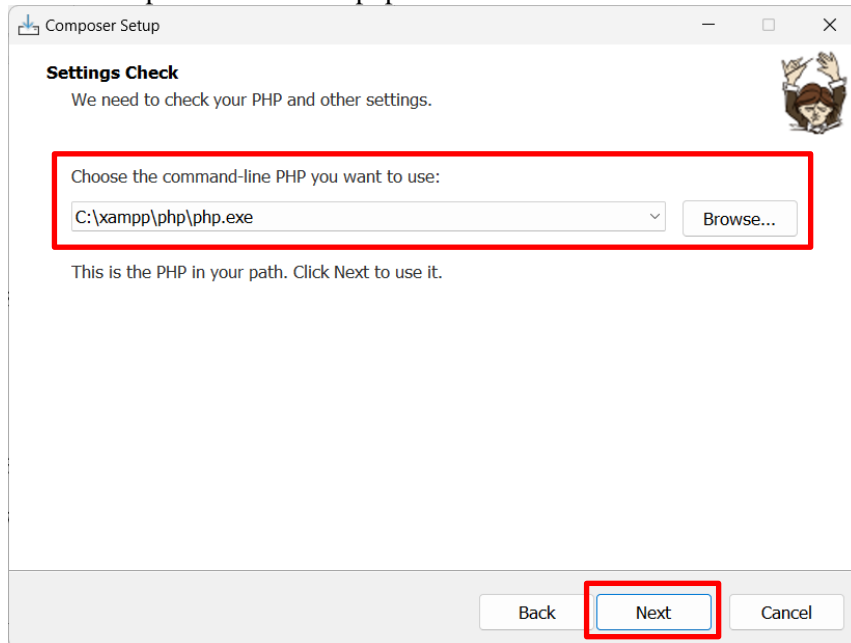 Composer Setup
Settings Check
We need to check your PHP and other settings.
Choose the command-line PHP you want to use:
C:\xampp\php\php.exe
Browse...
This is the PHP in your path. Click Next to use it.
Back
Next
Cancel